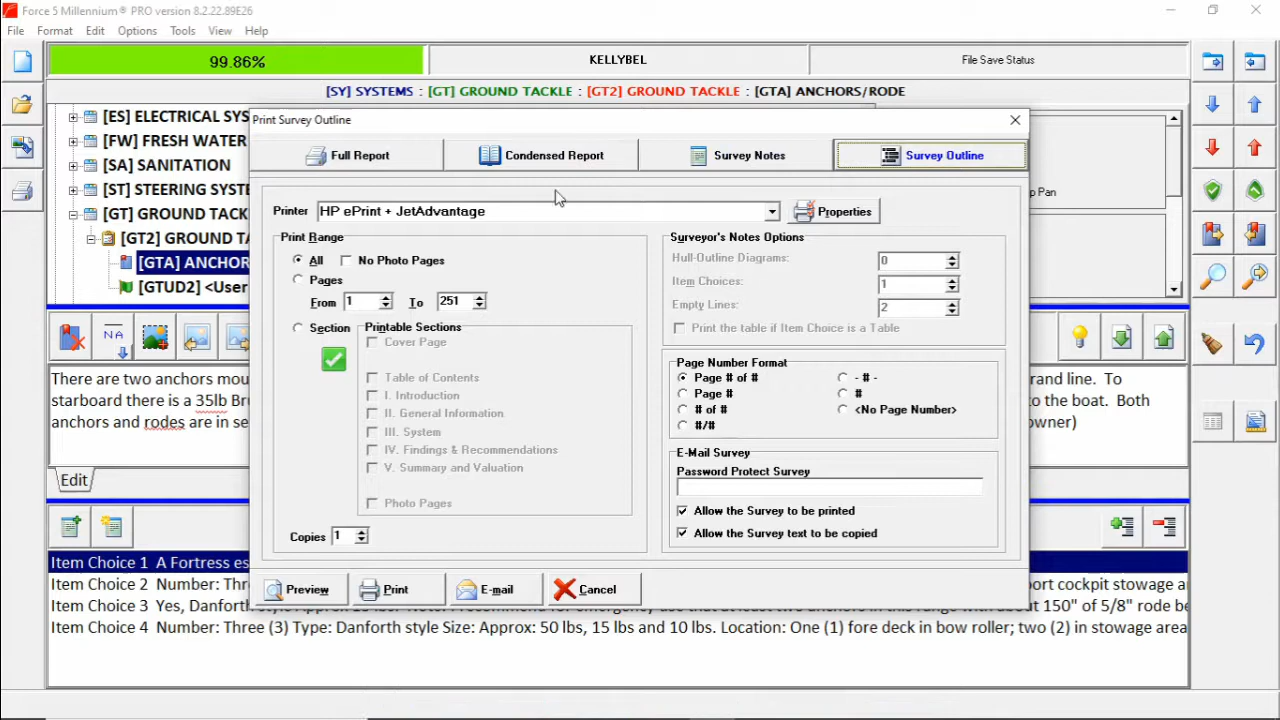 Force 5 Millennium® PRO version 8.2.22.89E26
File Format Edit Options Tools View Help
99.86% KELLYBEL File Save Status
[SY] SYSTEMS : [GT] GROUND TACKLE : [GT2] GROUND TACKLE : [GTA] ANCHORS/RODE
[ES] ELECTRICAL SYS
[FW] FRESH WATER
[SA] SANITATION
[ST] STEERING SYSTE
[GT] GROUND TACK
[GT2] GROUND TA
[GTA] ANCHOR
[GTUD2] <User
p Pan
Print Survey Outline
Full Report Condensed Report Survey Notes Survey Outline
Printer HP ePrint + JetAdvantage Properties
Print Range
All No Photo Pages
Pages
From 1 To 251
Section Printable Sections
Cover Page
Table of Contents
I. Introduction
II. General Information
III. System
IV. Findings & Recommendations
V. Summary and Valuation
Photo Pages
Copies 1
Surveyor's Notes Options
Hull-Outline Diagrams: 0
Item Choices: 1
Empty Lines: 2
Print the table if Item Choice is a Table
Page Number Format
Page # of # - # -
Page # #
# of # <No Page Number>
#/#
E-Mail Survey
Password Protect Survey
Allow the Survey to be printed
Allow the Survey text to be copied
Preview Print E-mail Cancel
NA
There are two anchors mou rand line. To
starboard there is a 35lb Bru to the boat. Both
anchors and rodes are in se owner)
Edit
Item Choice 1 A Fortress es
Item Choice 2 Number: Thre ort cockpit stowage ar
Item Choice 3 Yes, Danforth style. Approx. bout 150" of 5/8" rode be
Item Choice 4 Number: Three (3) Type: Danforth style Size: Approx: 50 lbs, 15 lbs and 10 lbs. Location: One (1) fore deck in bow roller; two (2) in stowage area